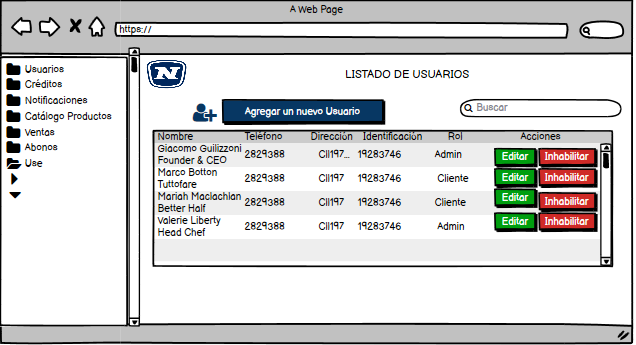 A Web Page
https://
Usuarios
Créditos
Notificaciones
Catálogo Productos
Ventas
Abonos
Use
N
LISTADO DE USUARIOS
Agregar un nuevo Usuario
Buscar
Nombre Teléfono Dirección Identificación Rol Acciones
Giacomo Guilizzoni
Founder & CEO
2829388 Cll197... 19283746 Admin Editar Inhabilitar
Marco Botton
Tuttofare
2829388 Cll197 19283746 Cliente Editar Inhabilitar
Mariah Maclachlan
Better Half
2829388 Cll197 19283746 Cliente Editar Inhabilitar
Valerie Liberty
Head Chef
2829388 Cll197 19283746 Admin Editar Inhabilitar